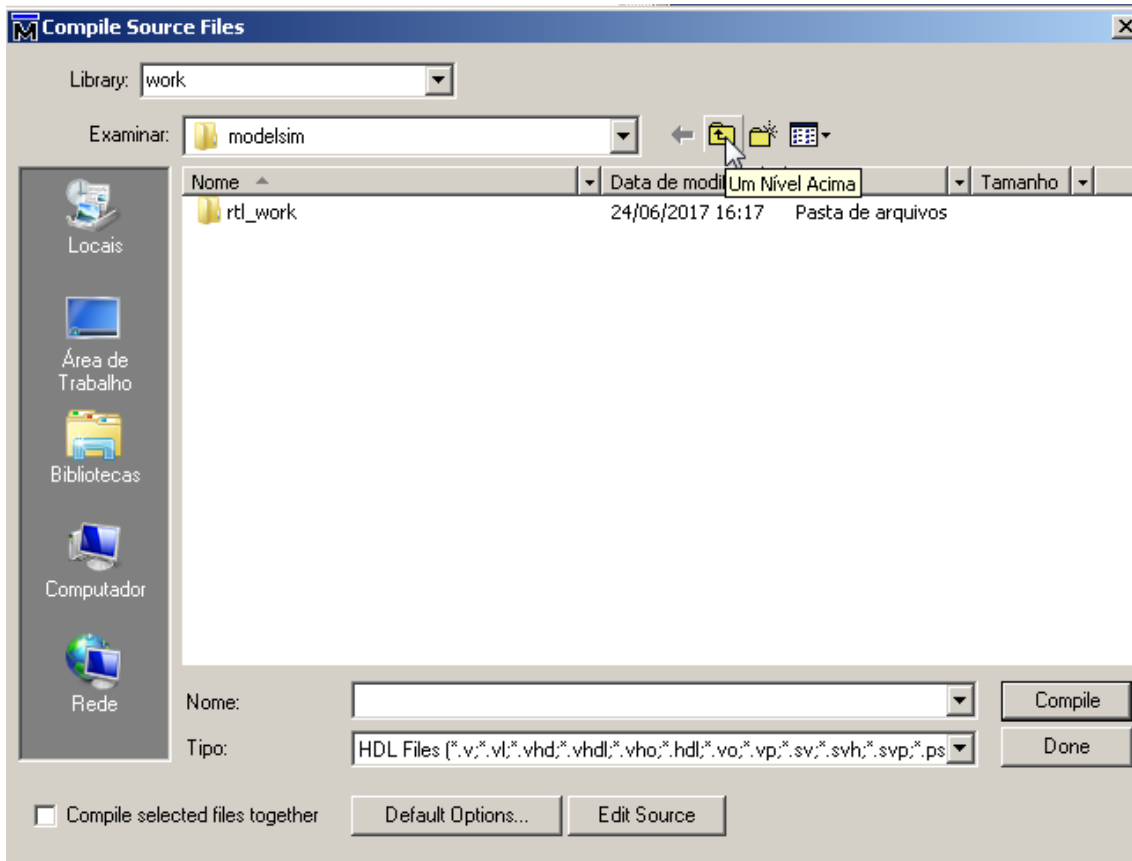 Compile Source Files
Library: work
Examinar: modelsim
Nome Data de modi Tamanho
Um Nível Acima
rtl_work 24/06/2017 16:17 Pasta de arquivos
Locais
Área de
Trabalho
Bibliotecas
Computador
Rede
Nome: Compile
Tipo: HDL Files (*.v;*.vl;*.vhd;*.vhdl;*.vho;*.hdl;*.vo;*.vp;*.sv;*.svh;*.svp;*.ps Done
Compile selected files together Default Options... Edit Source